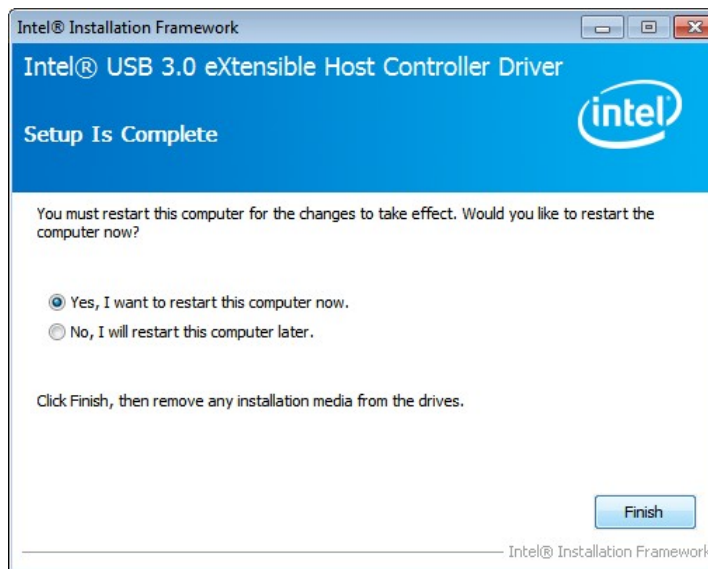 Intel® Installation Framework
Intel® USB 3.0 eXtensible Host Controller Driver
intel
Setup Is Complete
You must restart this computer for the changes to take effect. Would you like to restart the
computer now?
Yes, I want to restart this computer now.
No, I will restart this computer later.
Click Finish, then remove any installation media from the drives.
Finish
Intel® Installation Framework